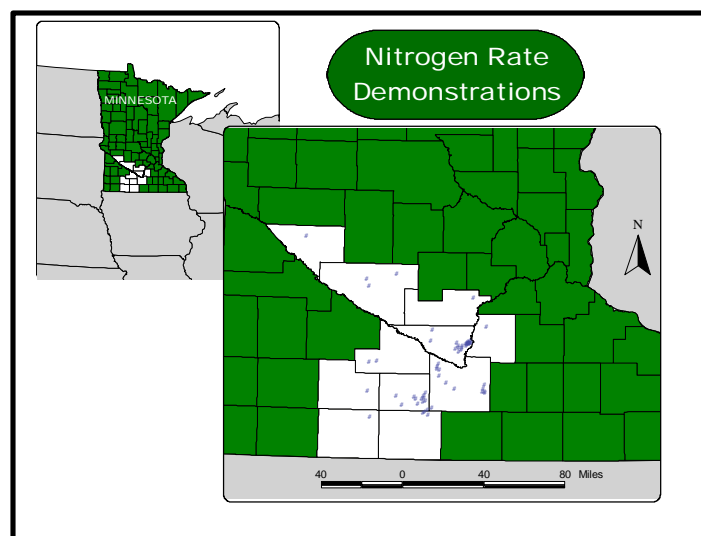 Nitrogen Rate
Demonstrations
MINNESOTA
N
40 0 40 80 Miles